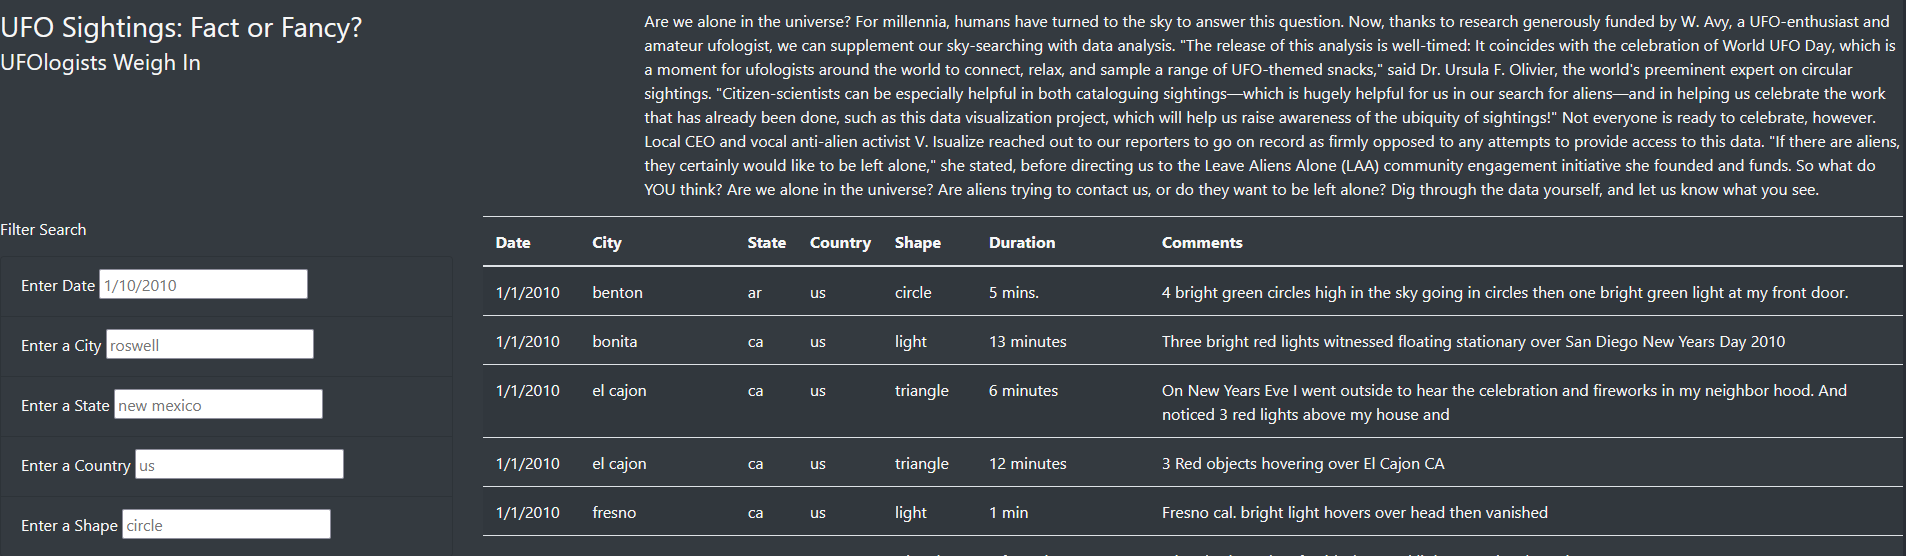 UFO Sightings: Fact or Fancy?
UFOlogists Weigh In
Are we alone in the universe? For millennia, humans have turned to the sky to answer this question. Now, thanks to research generously funded by W. Avy, a UFO-enthusiast and
amateur ufologist, we can supplement our sky-searching with data analysis. "The release of this analysis is well-timed: It coincides with the celebration of World UFO Day, which is
a moment for ufologists around the world to connect, relax, and sample a range of UFO-themed snacks," said Dr. Ursula F. Olivier, the world's preeminent expert on circular
sightings. "Citizen-scientists can be especially helpful in both cataloguing sightings—which is hugely helpful for us in our search for aliens—and in helping us celebrate the work
that has already been done, such as this data visualization project, which will help us raise awareness of the ubiquity of sightings!" Not everyone is ready to celebrate, however.
Local CEO and vocal anti-alien activist V. Isualize reached out to our reporters to go on record as firmly opposed to any attempts to provide access to this data. "If there are aliens,
they certainly would like to be left alone," she stated, before directing us to the Leave Aliens Alone (LAA) community engagement initiative she founded and funds. So what do
YOU think? Are we alone in the universe? Are aliens trying to contact us, or do they want to be left alone? Dig through the data yourself, and let us know what you see.
Filter Search
Enter Date 1/10/2010
Enter a City roswell
Enter a State new mexico
Enter a Country us
Enter a Shape circle
Date City State Country Shape Duration Comments
1/1/2010 benton ar us circle 5 mins. 4 bright green circles high in the sky going in circles then one bright green light at my front door.
1/1/2010 bonita ca us light 13 minutes Three bright red lights witnessed floating stationary over San Diego New Years Day 2010
1/1/2010 el cajon ca us triangle 6 minutes On New Years Eve I went outside to hear the celebration and fireworks in my neighbor hood. And
noticed 3 red lights above my house and
1/1/2010 el cajon ca us triangle 12 minutes 3 Red objects hovering over El Cajon CA
1/1/2010 fresno ca us light 1 min Fresno cal. bright light hovers over head then vanished